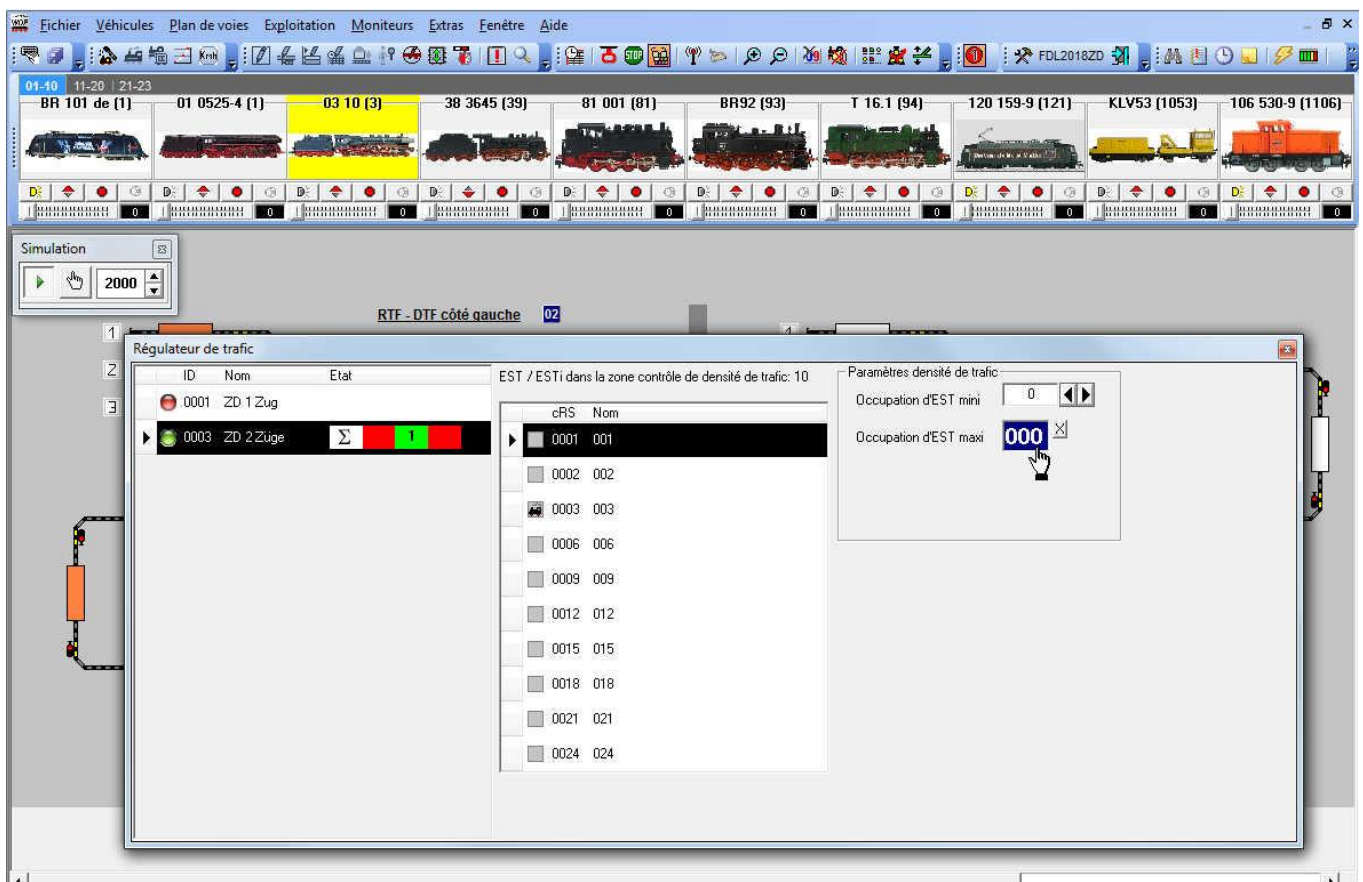 Fichier Véhicules Plan de voies Exploitation Moniteurs Extras Fenêtre Aide
FDL2018ZD
01-10 11-20 21-23
BR 101 de (1) 01 0525-4 (1) 03 10 (3) 38 3645 (39) 81 001 (81) BR92 (93) T 16.1 (94) 120 159-9 (121) KLV53 (1053) 106 530-9 (1106)
0 0 0 0 0 0 0 0 0 0
Simulation
2000
RTF - DTF côté gauche 02
1
2
3
Régulateur de trafic
ID Nom Etat
0001 ZD 1 Zug
0003 ZD 2 Züge Σ 1
EST / ESTi dans la zone contrôle de densité de trafic: 10
cRS Nom
0001 001
0002 002
0003 003
0006 006
0009 009
0012 012
0015 015
0018 018
0021 021
0024 024
Paramètres densité de trafic
Occupation d'EST mini 0
Occupation d'EST maxi 000